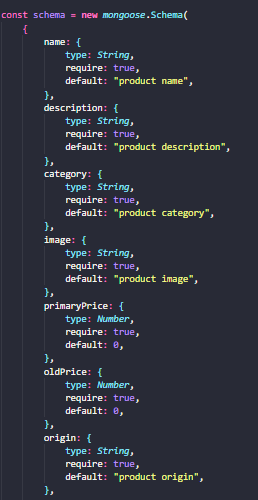 const schema = new mongoose.Schema(
{
name: {
type: String,
require: true,
default: "product name",
},
description: {
type: String,
require: true,
default: "product description",
},
category: {
type: String,
require: true,
default: "product category",
},
image: {
type: String,
require: true,
default: "product image",
},
primaryPrice: {
type: Number,
require: true,
default: 0,
},
oldPrice: {
type: Number,
require: true,
default: 0,
},
origin: {
type: String,
require: true,
default: "product origin",
},